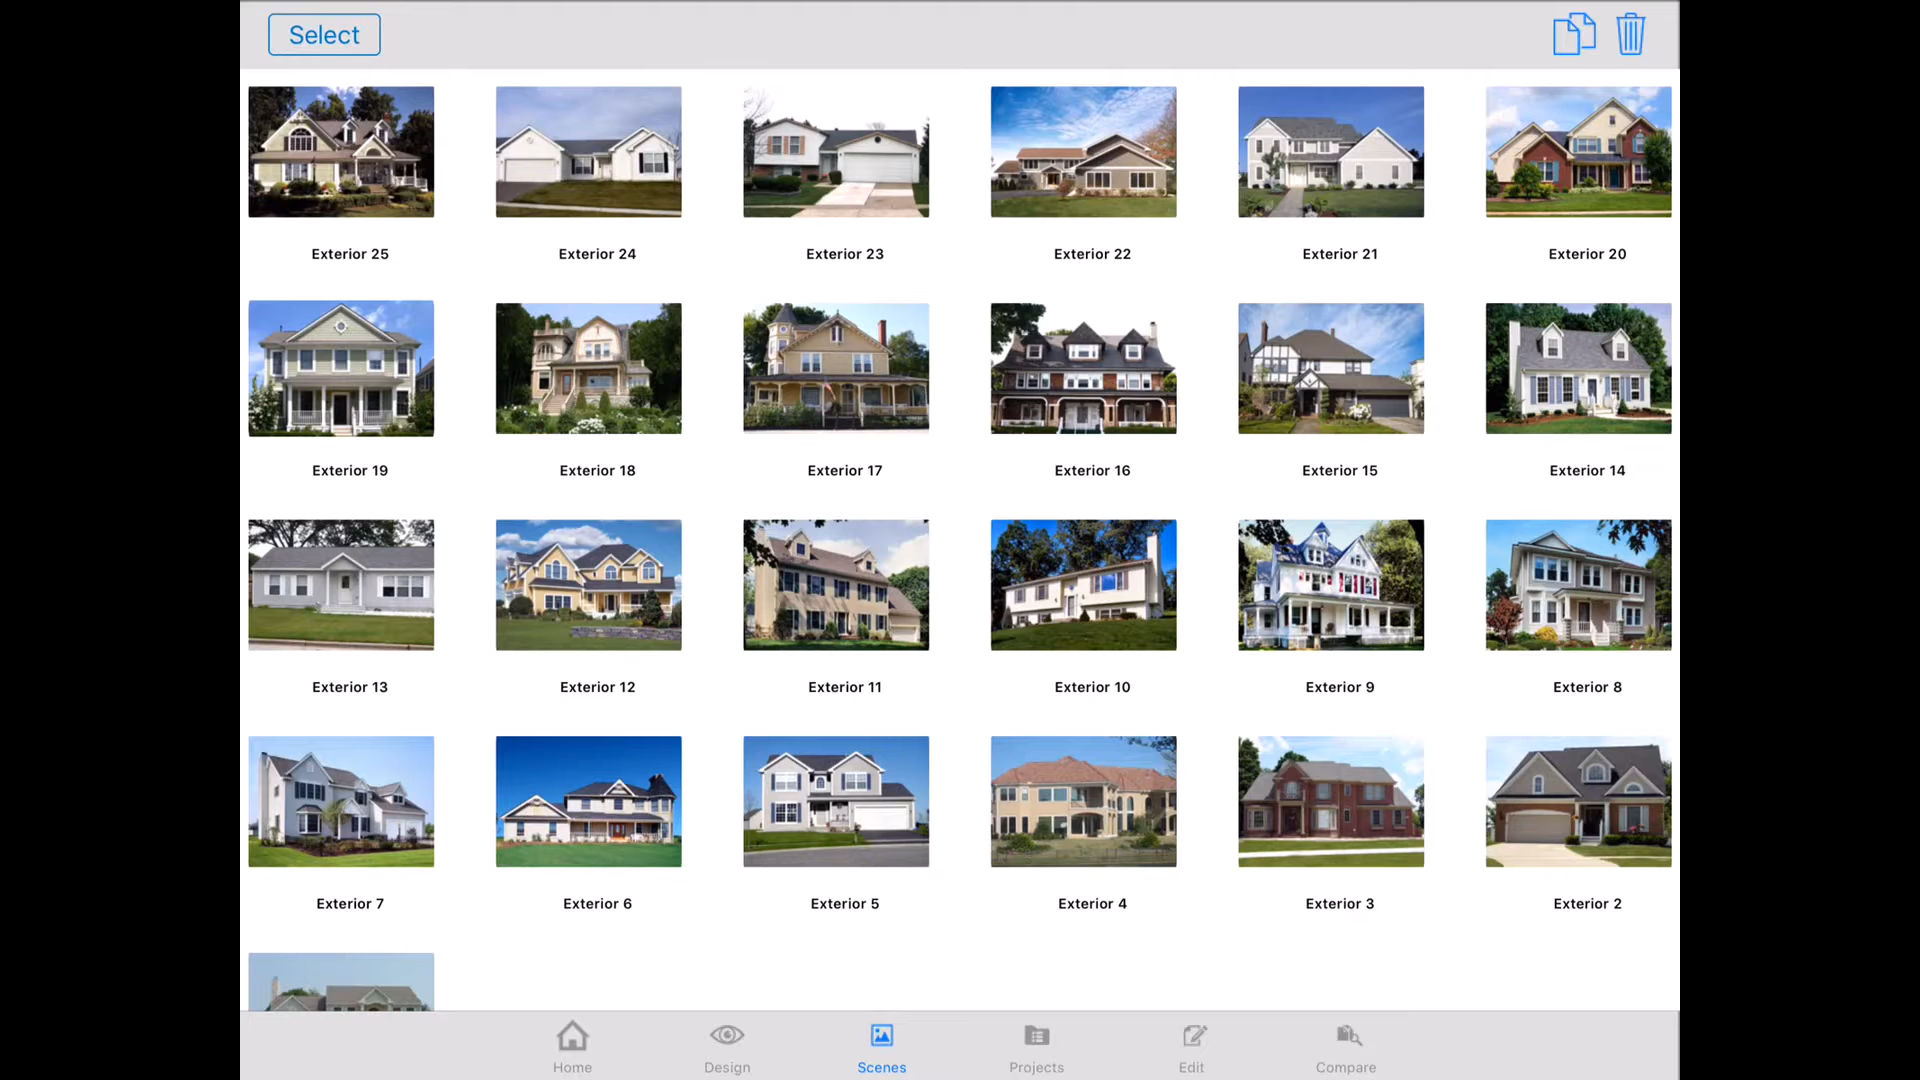 Select
Exterior 25
Exterior 24
Exterior 23
Exterior 22
Exterior 21
Exterior 20
Exterior 19
Exterior 18
Exterior 17
Exterior 16
Exterior 15
Exterior 14
Exterior 13
Exterior 12
Exterior 11
Exterior 10
Exterior 9
Exterior 8
Exterior 7
Exterior 6
Exterior 5
Exterior 4
Exterior 3
Exterior 2
Home
Design
Scenes
Projects
Edit
Compare